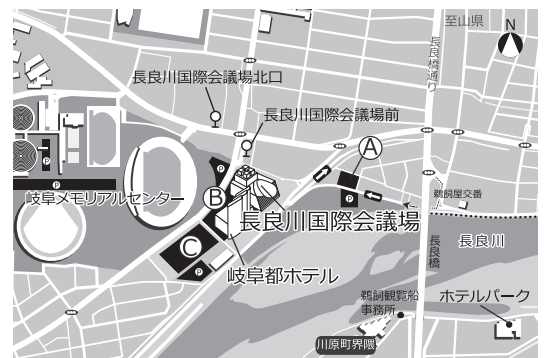 至山県
N
長良橋通り
長良川国際会議場北口
長良川国際会議場前
A
P
P
P
岐阜メモリアルセンター
B
P
鵜飼屋交番
長良川国際会議場
長良川
C
P
長良橋
岐阜都ホテル
鵜飼観覧船
事務所
ホテルパーク
川原町界隈